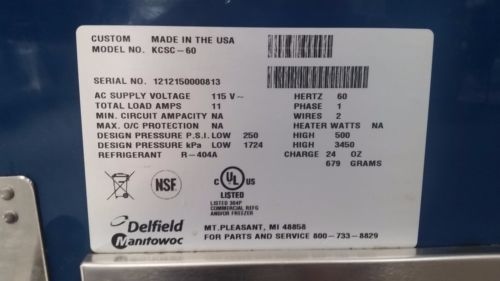 CUSTOM MADE IN THE USA
MODEL NO. KCSC-60
SERIAL NO. 1212150000813
AC SUPPLY VOLTAGE 115 V~ HERTZ 60
TOTAL LOAD AMPS 11 PHASE 1
MIN. CIRCUIT AMPACITY NA WIRES 2
MAX. O/C PROTECTION NA HEATER WATTS NA
DESIGN PRESSURE P.S.I. LOW 250 HIGH 500
DESIGN PRESSURE kPa LOW 1724 HIGH 3450
REFRIGERANT R-404A CHARGE 24 OZ
679 GRAMS
NSF
C UL US
LISTED
LISTED 304P
COMMERCIAL REFG
AND/OR FREEZER
Delfield
Manitowoc
MT. PLEASANT, MI 48858
FOR PARTS AND SERVICE 800-733-8829